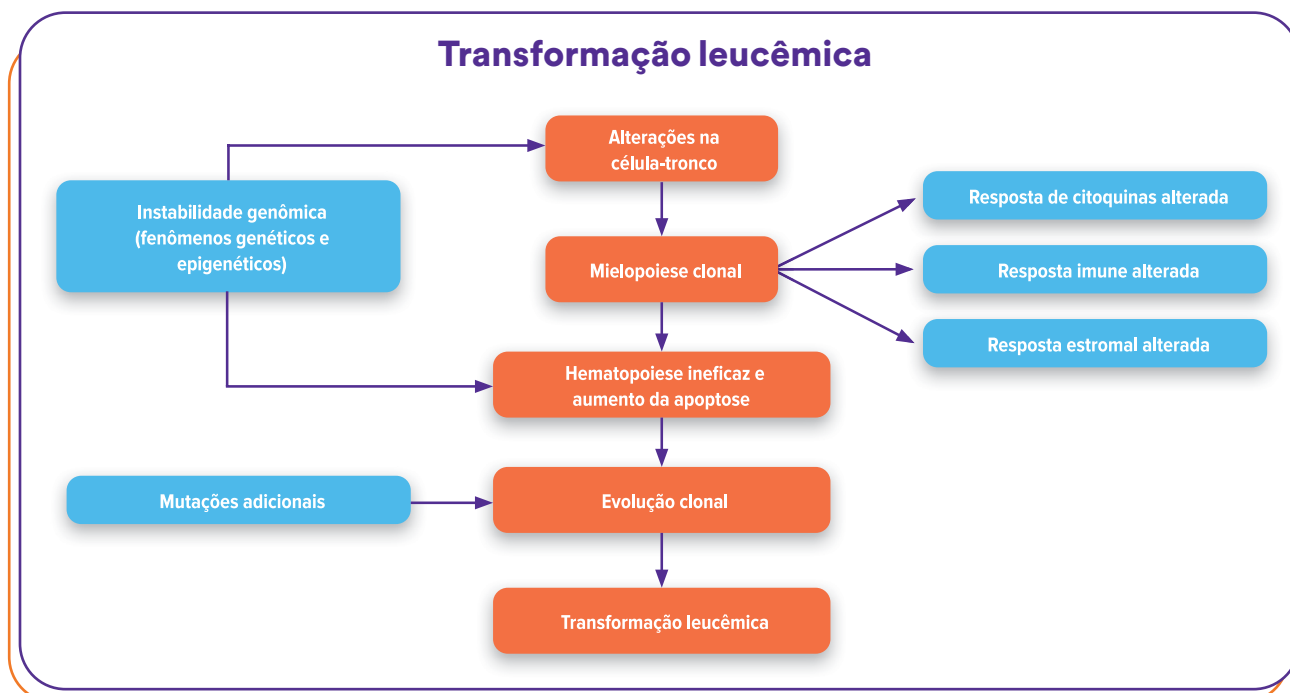 Transformação leucêmica
Alterações na
célula-tronco
Instabilidade genômica
(fenômenos genéticos e
epigenéticos)
Mielopoiese clonal
Resposta de citoquinas alterada
Resposta imune alterada
Resposta estromal alterada
Hematopoiese ineficaz e
aumento da apoptose
Mutações adicionais
Evolução clonal
Transformação leucêmica